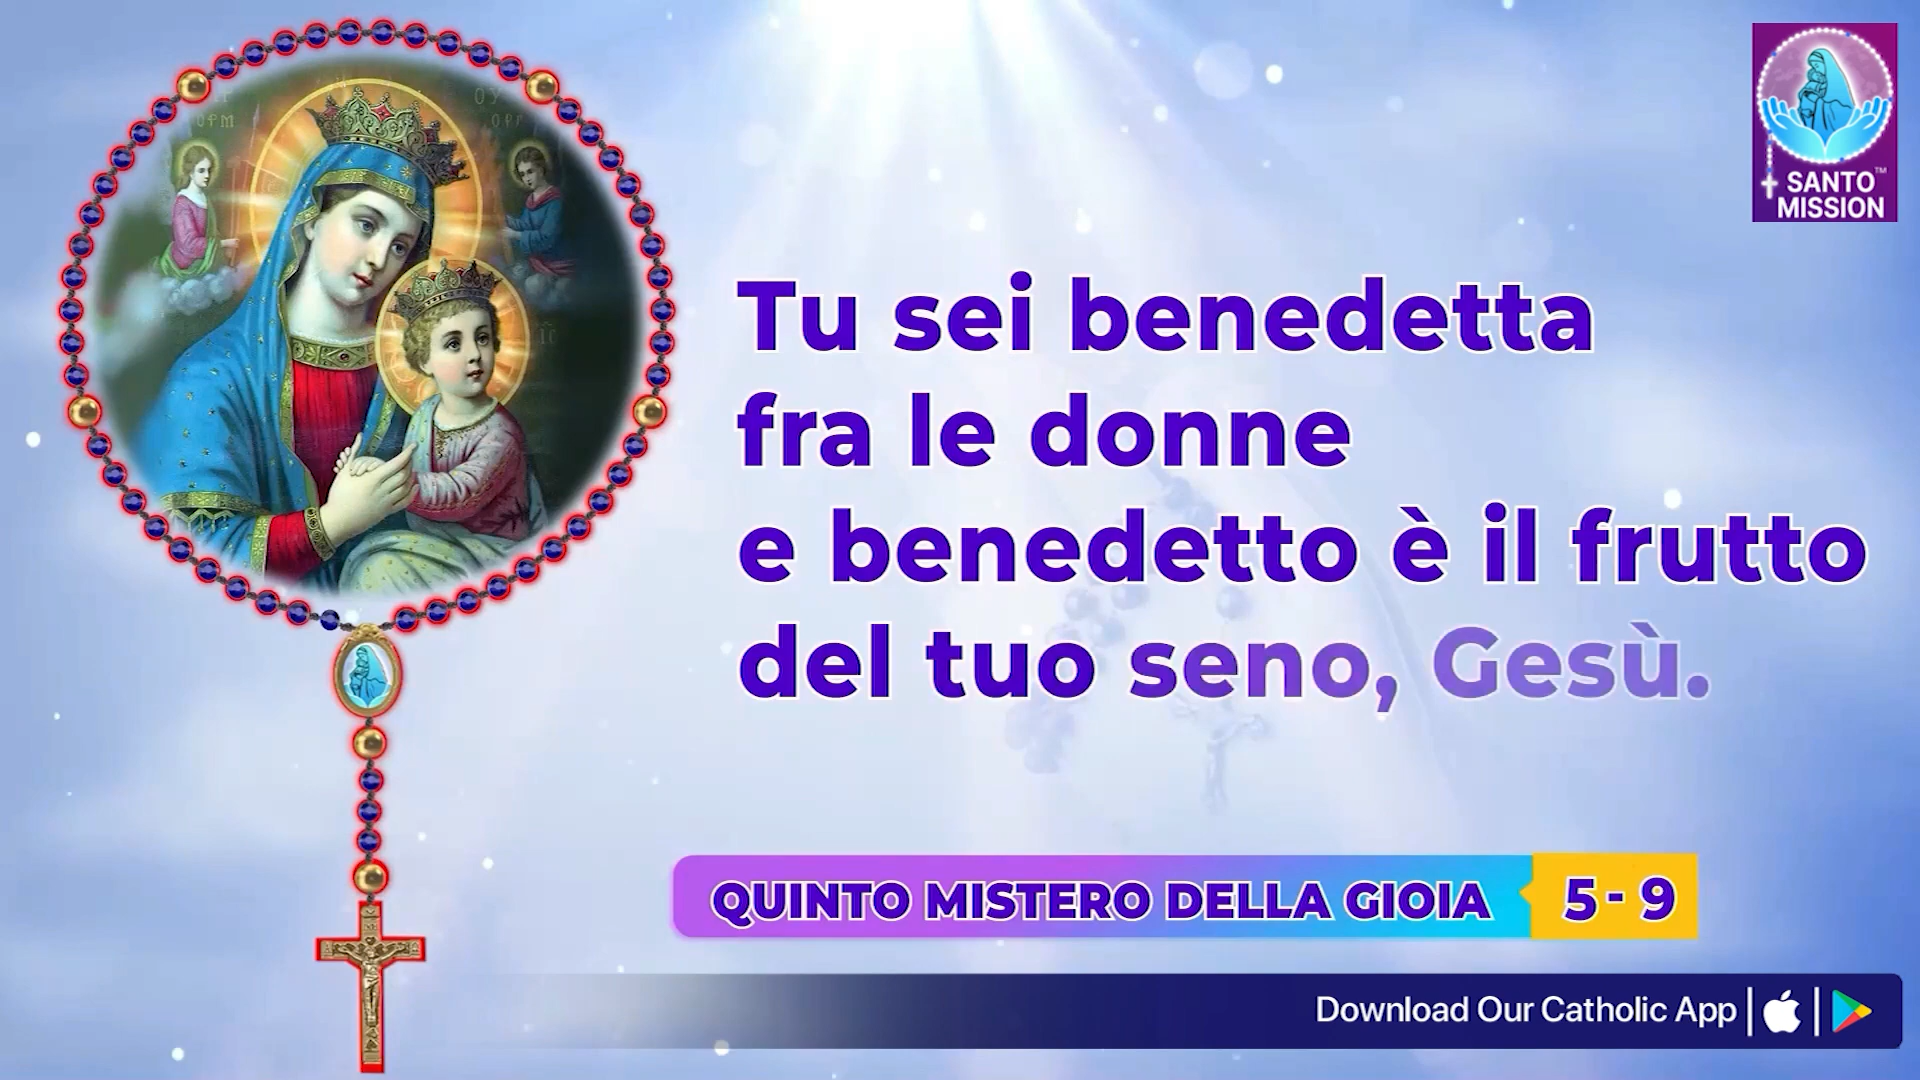 SANTO™
MISSION
Tu sei benedetta
fra le donne
e benedetto è il frutto
del tuo seno, Gesù.
QUINTO MISTERO DELLA GIOIA 5 - 9
Download Our Catholic App